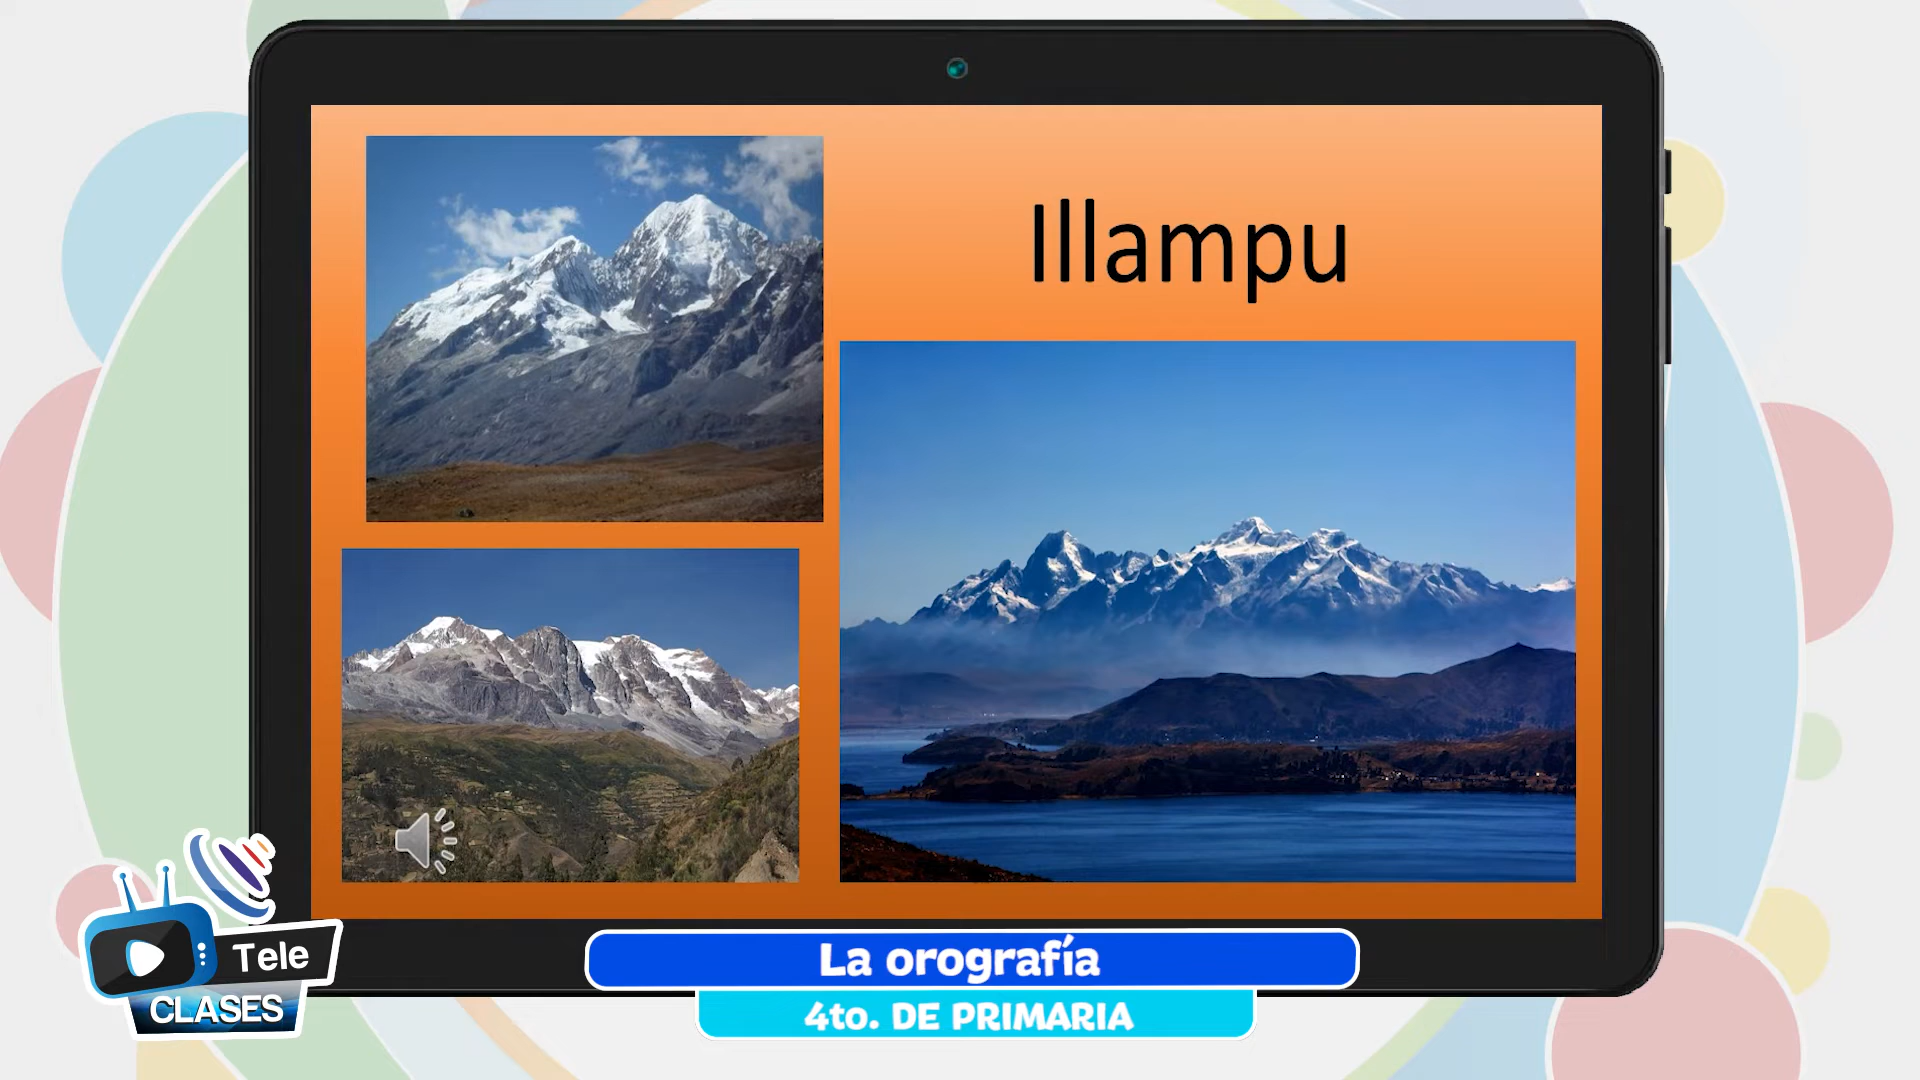 Illampu
Tele
CLASES
La orografía
4to. DE PRIMARIA